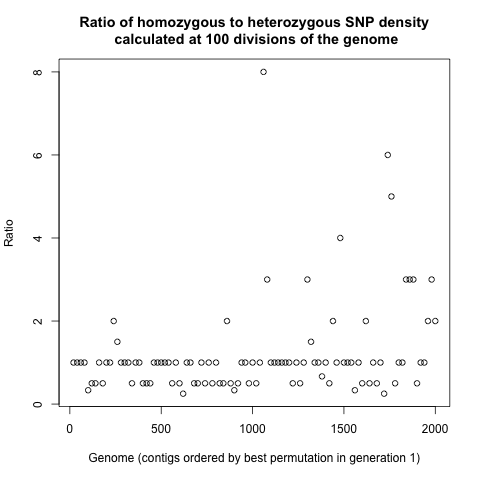 Ratio of homozygous to heterozygous SNP density
calculated at 100 divisions of the genome
Ratio
8
6
4
2
0
0 500 1000 1500 2000
Genome (contigs ordered by best permutation in generation 1)